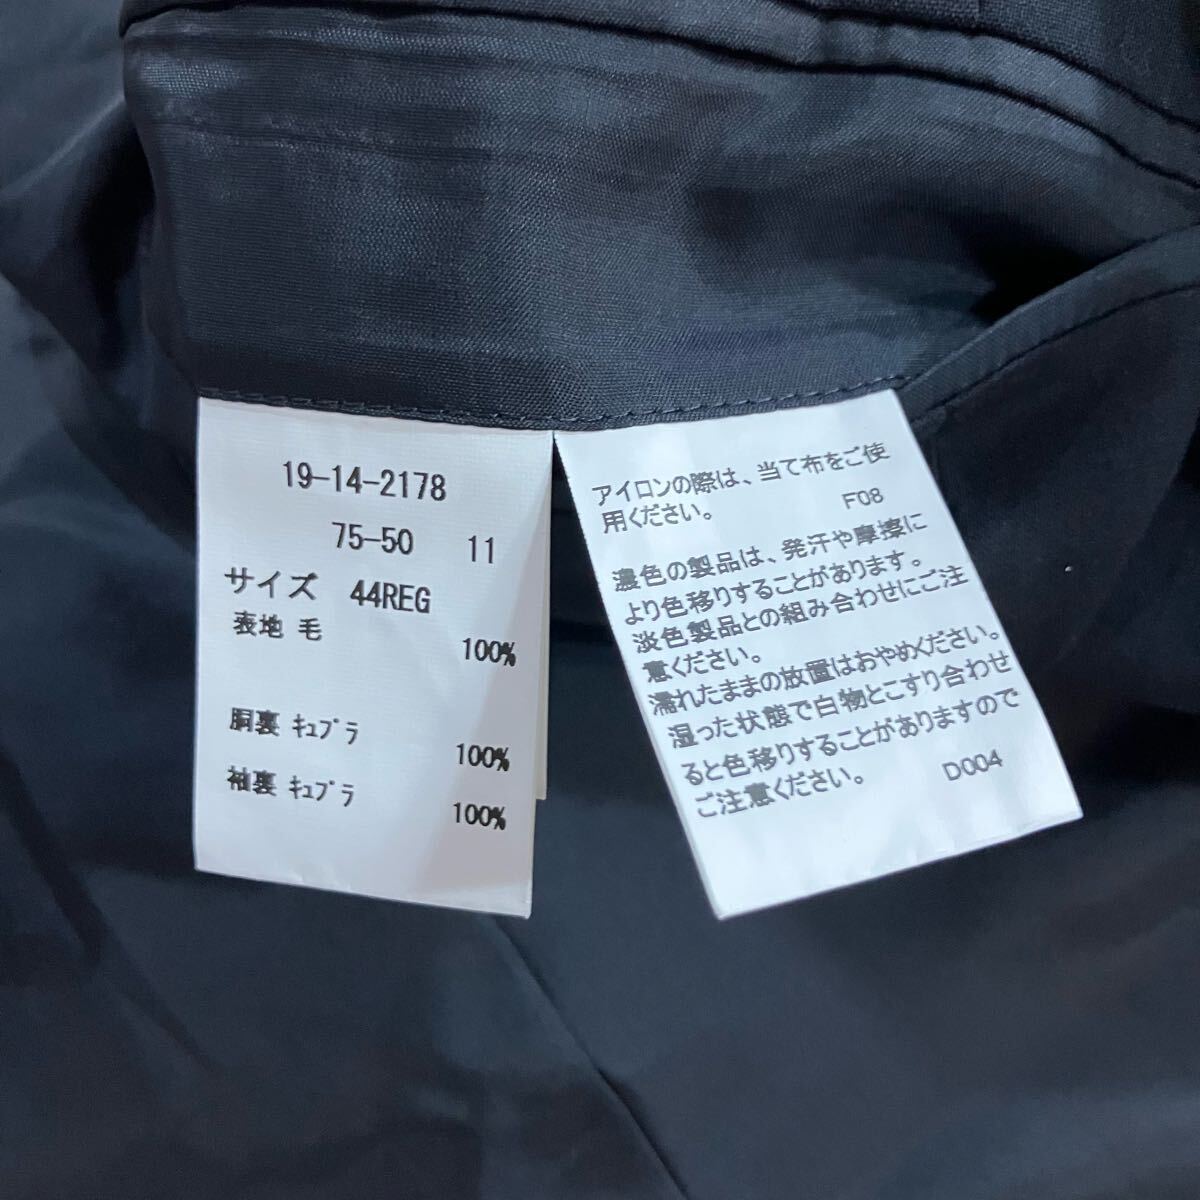 19-14-2178
75-50 11
サイズ 44REG
表地 毛
100%
胴裏 ｷｭﾌﾟﾗ
100%
袖裏 ｷｭﾌﾟﾗ
100%
アイロンの際は、当て布をご使
用ください。 F08
濃色の製品は、発汗や摩擦に
より色移りすることがあります。
淡色製品との組み合わせにご注
意ください。
濡れたままの放置はおやめください。
湿った状態で白物とこすり合わせ
ると色移りすることがありますので
ご注意ください。 D004